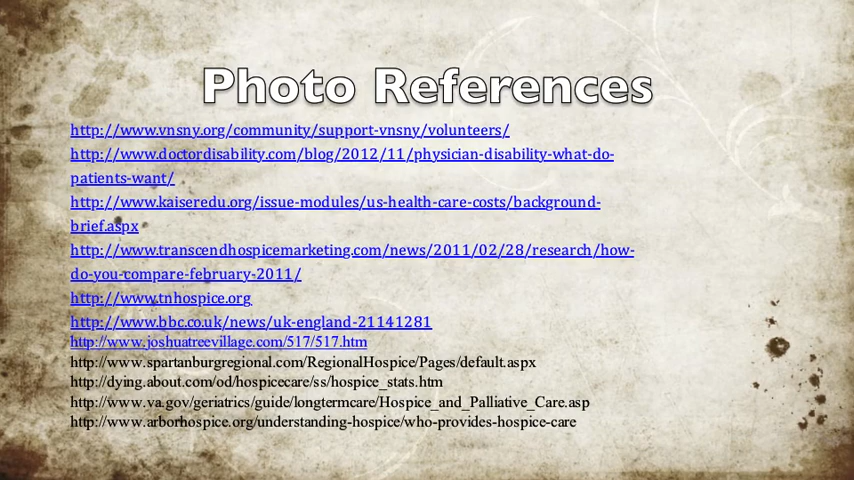 Photo References
http://www.vnsny.org/community/support-vnsny/volunteers/
http://www.doctordisability.com/blog/2012/11/physician-disability-what-do-
patients-want/
http://www.kaiseredu.org/issue-modules/us-health-care-costs/background-
brief.aspx
http://www.transcendhospicemarketing.com/news/2011/02/28/research/how-
do-you-compare-february-2011/
http://www.tnhospice.org
http://www.bbc.co.uk/news/uk-england-21141281
http://www.joshuatreevillage.com/517/517.htm
http://www.spartanburgregional.com/RegionalHospice/Pages/default.aspx
http://dying.about.com/od/hospicecare/ss/hospice_stats.htm
http://www.va.gov/geriatrics/guide/longtermcare/Hospice_and_Palliative_Care.asp
http://www.arborhospice.org/understanding-hospice/who-provides-hospice-care